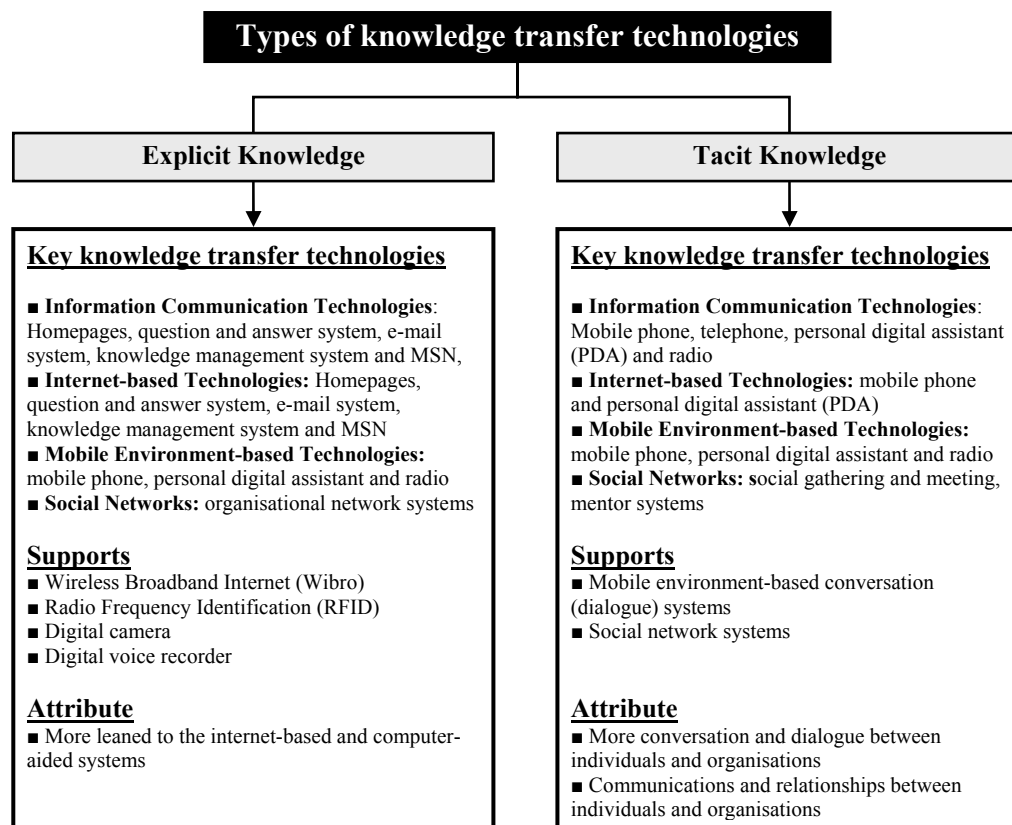 Types of knowledge transfer technologies
Explicit Knowledge
Key knowledge transfer technologies
■ Information Communication Technologies:
Homepages, question and answer system, e-mail
system, knowledge management system and MSN,
■ Internet-based Technologies: Homepages,
question and answer system, e-mail system,
knowledge management system and MSN
■ Mobile Environment-based Technologies:
mobile phone, personal digital assistant and radio
■ Social Networks: organisational network systems
Supports
■ Wireless Broadband Internet (Wibro)
■ Radio Frequency Identification (RFID)
■ Digital camera
■ Digital voice recorder
Attribute
■ More leaned to the internet-based and computer-
aided systems
Tacit Knowledge
Key knowledge transfer technologies
■ Information Communication Technologies:
Mobile phone, telephone, personal digital assistant
(PDA) and radio
■ Internet-based Technologies: mobile phone
and personal digital assistant (PDA)
■ Mobile Environment-based Technologies:
mobile phone, personal digital assistant and radio
■ Social Networks: social gathering and meeting,
mentor systems
Supports
■ Mobile environment-based conversation
(dialogue) systems
■ Social network systems
Attribute
■ More conversation and dialogue between
individuals and organisations
■ Communications and relationships between
individuals and organisations